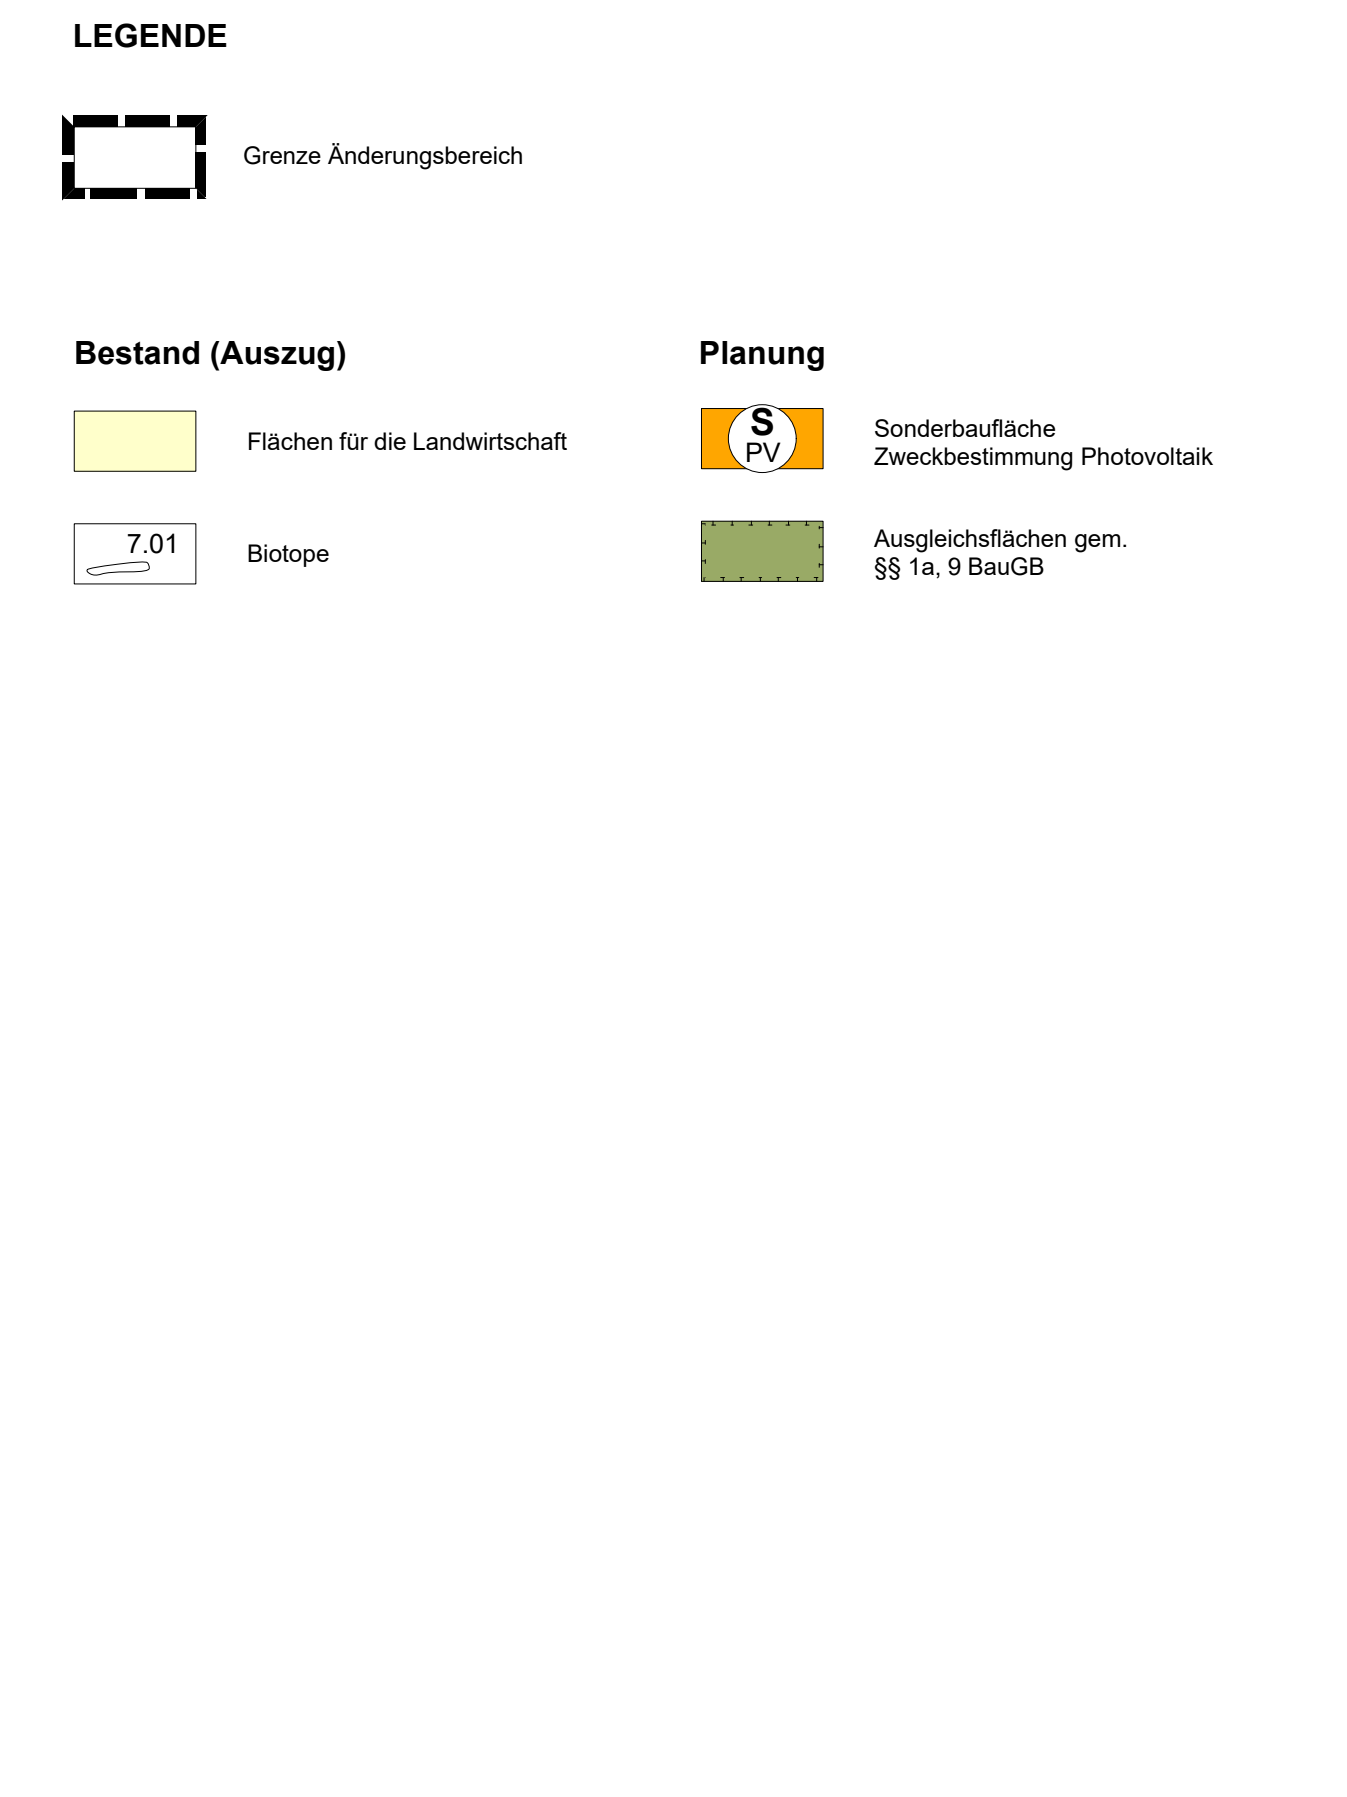 LEGENDE
Grenze Änderungsbereich
Bestand (Auszug)
Flächen für die Landwirtschaft
7.01
Biotope
Planung
S
PV
Sonderbaufläche
Zweckbestimmung Photovoltaik
Ausgleichsflächen gem.
§§ 1a, 9 BauGB